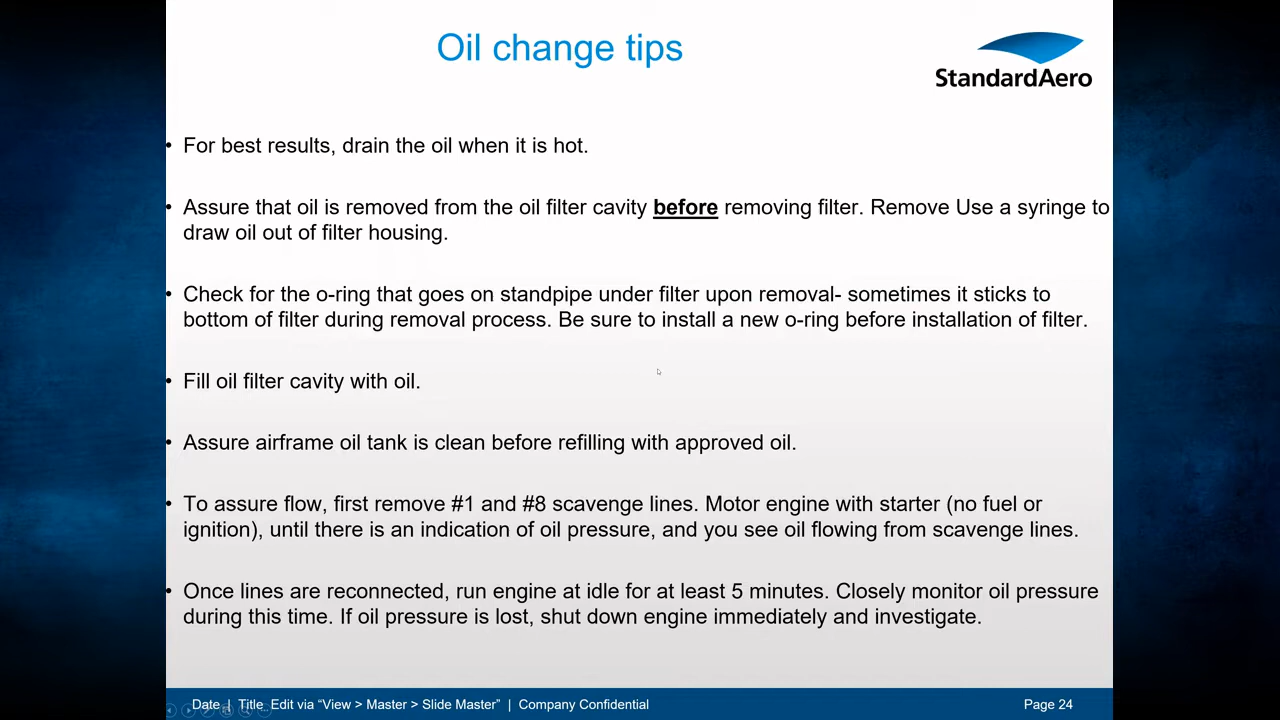 Oil change tips
StandardAero
• For best results, drain the oil when it is hot.
• Assure that oil is removed from the oil filter cavity before removing filter. Remove Use a syringe to
draw oil out of filter housing.
• Check for the o-ring that goes on standpipe under filter upon removal- sometimes it sticks to
bottom of filter during removal process. Be sure to install a new o-ring before installation of filter.
• Fill oil filter cavity with oil.
• Assure airframe oil tank is clean before refilling with approved oil.
• To assure flow, first remove #1 and #8 scavenge lines. Motor engine with starter (no fuel or
ignition), until there is an indication of oil pressure, and you see oil flowing from scavenge lines.
• Once lines are reconnected, run engine at idle for at least 5 minutes. Closely monitor oil pressure
during this time. If oil pressure is lost, shut down engine immediately and investigate.
Date | Title Edit via “View > Master > Slide Master” | Company Confidential
Page 24